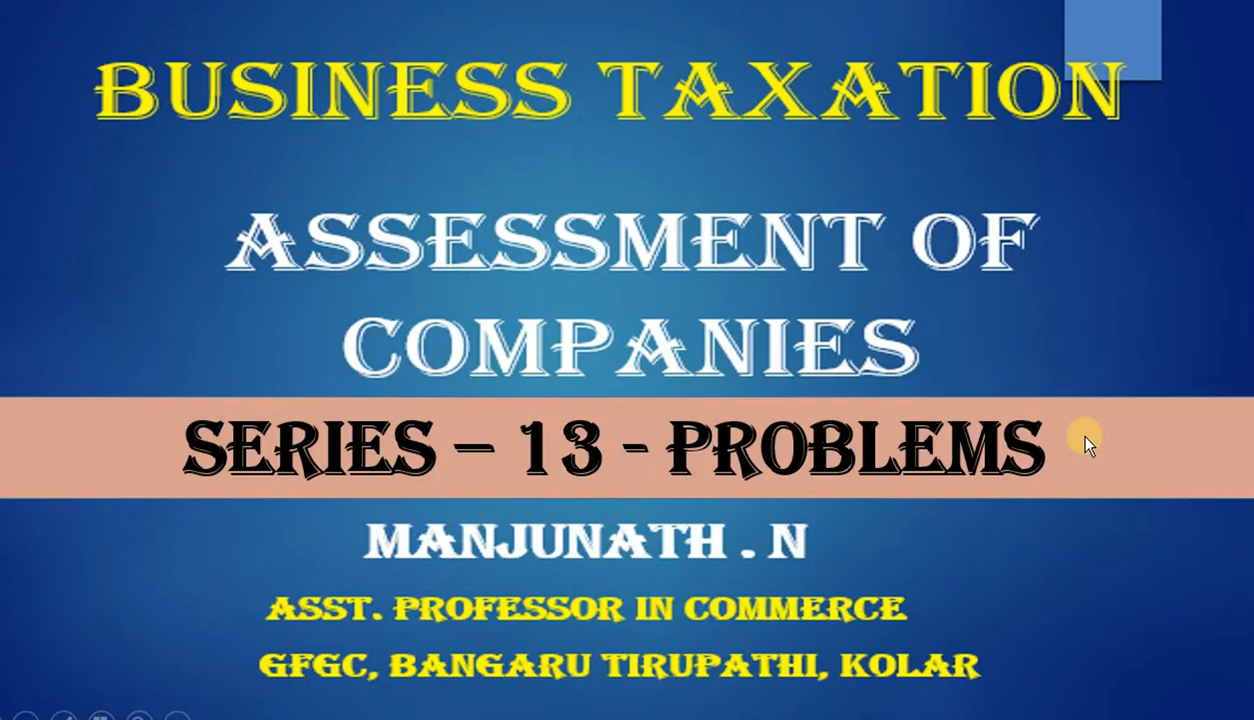 BUSINESS TAXATION
ASSESSMENT OF
COMPANIES
SERIES – 13 - PROBLEMS
MANJUNATH . N
ASST. PROFESSOR IN COMMERCE
GFGC, BANGARU TIRUPATHI, KOLAR